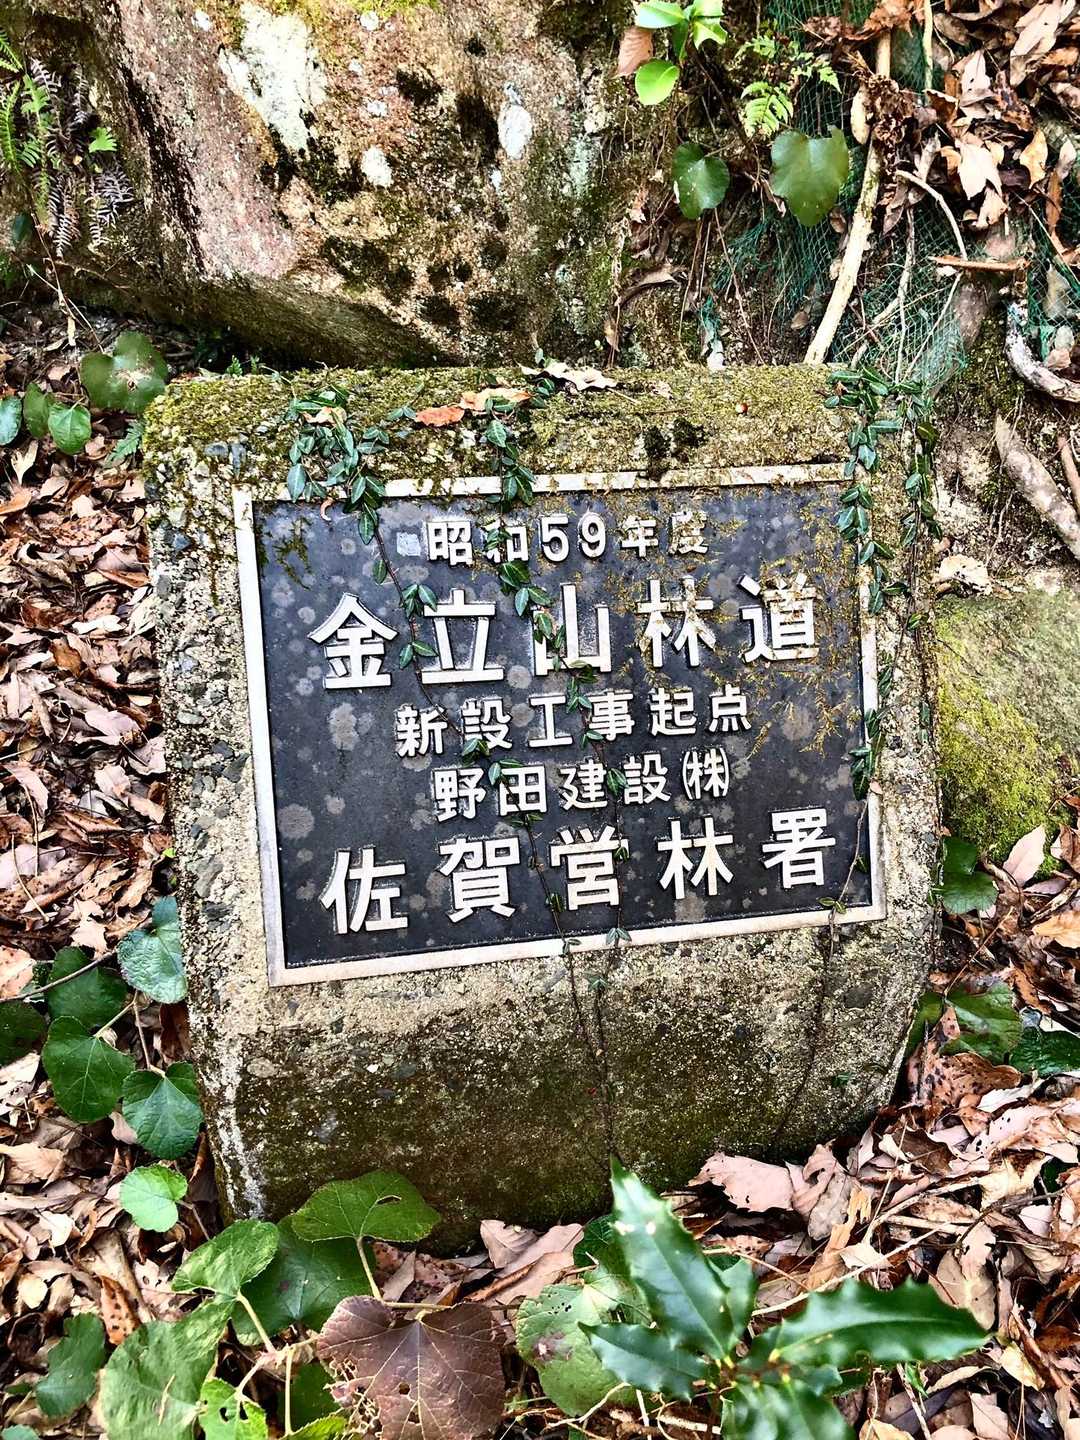 昭和59年度
金立山林道
新設工事起点
野田建設㈱
佐賀営林署